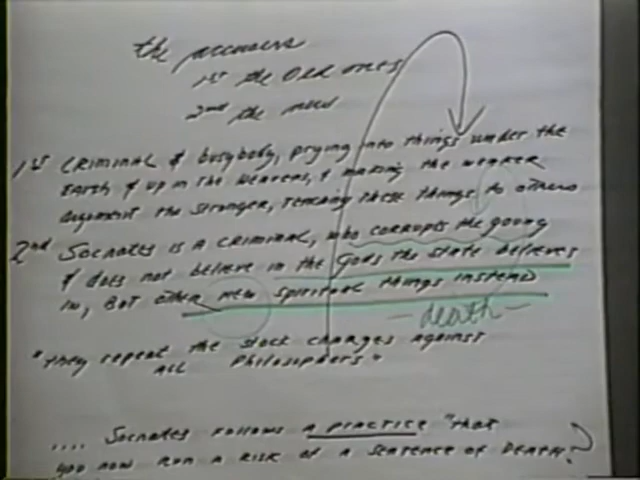 the accusers
1st the Old ones
2nd the new
1st criminal & busybody, prying into things under the
Earth & up in the Heavens, & making the weaker
argument the stronger, teaching these things to others
2nd Socrates is a criminal, who corrupts the young
& does not believe in the Gods the state believes
in, But other new spiritual things instead
- death -
"they repeat the stock charges against
ALL Philosophers"
.... Socrates follows a practice "that
you now run a risk of a sentence of Death?